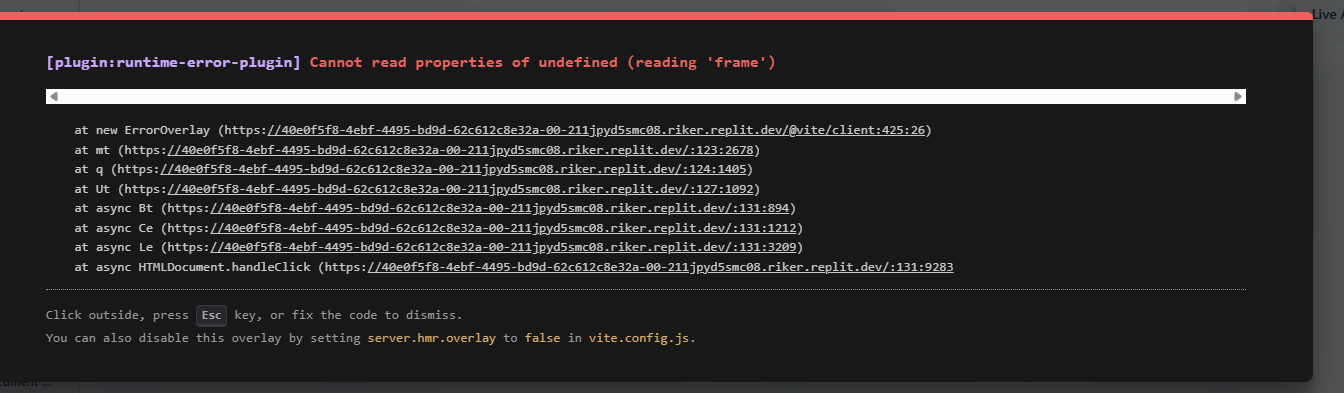 Live A
[plugin:runtime-error-plugin] Cannot read properties of undefined (reading 'frame')
at new ErrorOverlay (https://40e0f5f8-4ebf-4495-bd9d-62c612c8e32a-00-211jpyd5smc08.riker.replit.dev/@vite/client:425:26)
at mt (https://40e0f5f8-4ebf-4495-bd9d-62c612c8e32a-00-211jpyd5smc08.riker.replit.dev/:123:2678)
at q (https://40e0f5f8-4ebf-4495-bd9d-62c612c8e32a-00-211jpyd5smc08.riker.replit.dev/:124:1405)
at Ut (https://40e0f5f8-4ebf-4495-bd9d-62c612c8e32a-00-211jpyd5smc08.riker.replit.dev/:127:1092)
at async Bt (https://40e0f5f8-4ebf-4495-bd9d-62c612c8e32a-00-211jpyd5smc08.riker.replit.dev/:131:894)
at async Ce (https://40e0f5f8-4ebf-4495-bd9d-62c612c8e32a-00-211jpyd5smc08.riker.replit.dev/:131:1212)
at async Le (https://40e0f5f8-4ebf-4495-bd9d-62c612c8e32a-00-211jpyd5smc08.riker.replit.dev/:131:3209)
at async HTMLDocument.handleClick (https://40e0f5f8-4ebf-4495-bd9d-62c612c8e32a-00-211jpyd5smc08.riker.replit.dev/:131:9283
Click outside, press Esc key, or fix the code to dismiss.
You can also disable this overlay by setting server.hmr.overlay to false in vite.config.js.